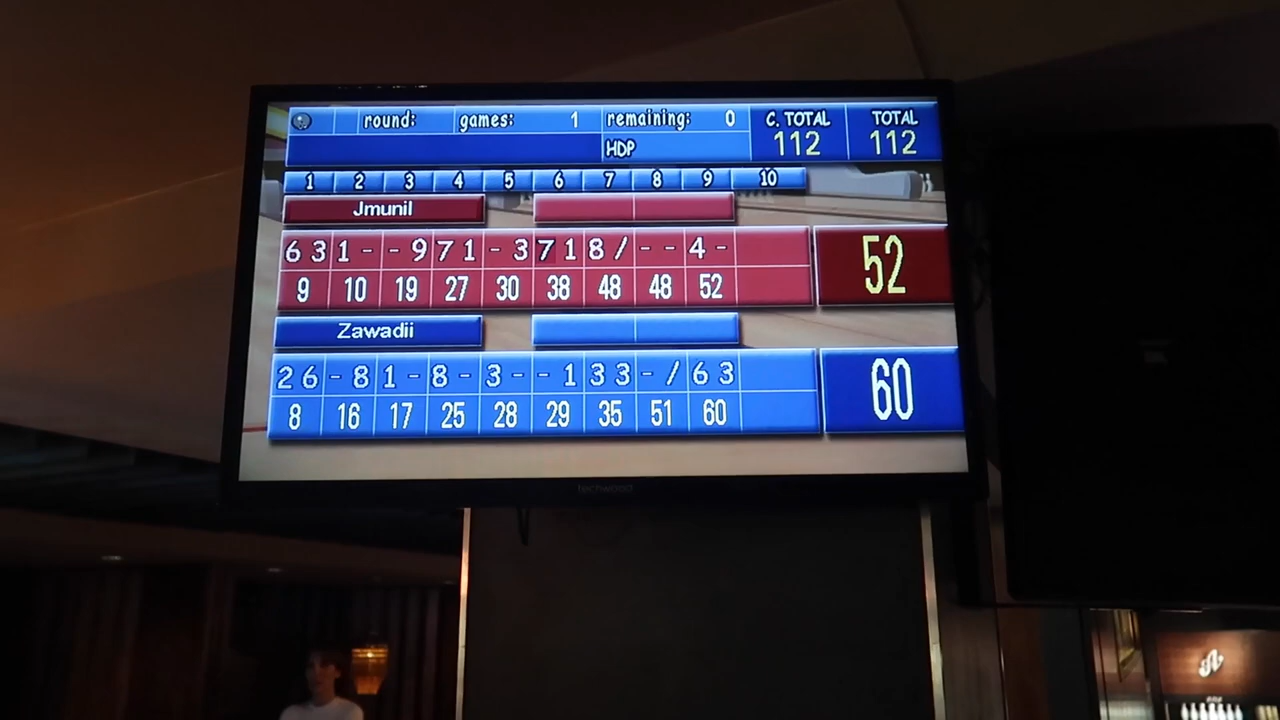 round: games: 1 remaining: 0 C. TOTAL TOTAL
HDP 112 112
1 2 3 4 5 6 7 8 9 10
Jmunil
6 3 1 - - 9 7 1 - 3 7 1 8 / - - 4 -
9 10 19 27 30 38 48 48 52 52
Zawadii
2 6 - 8 1 - 8 - 3 - - 1 3 3 - / 6 3
8 16 17 25 28 29 35 51 60 60
techwood